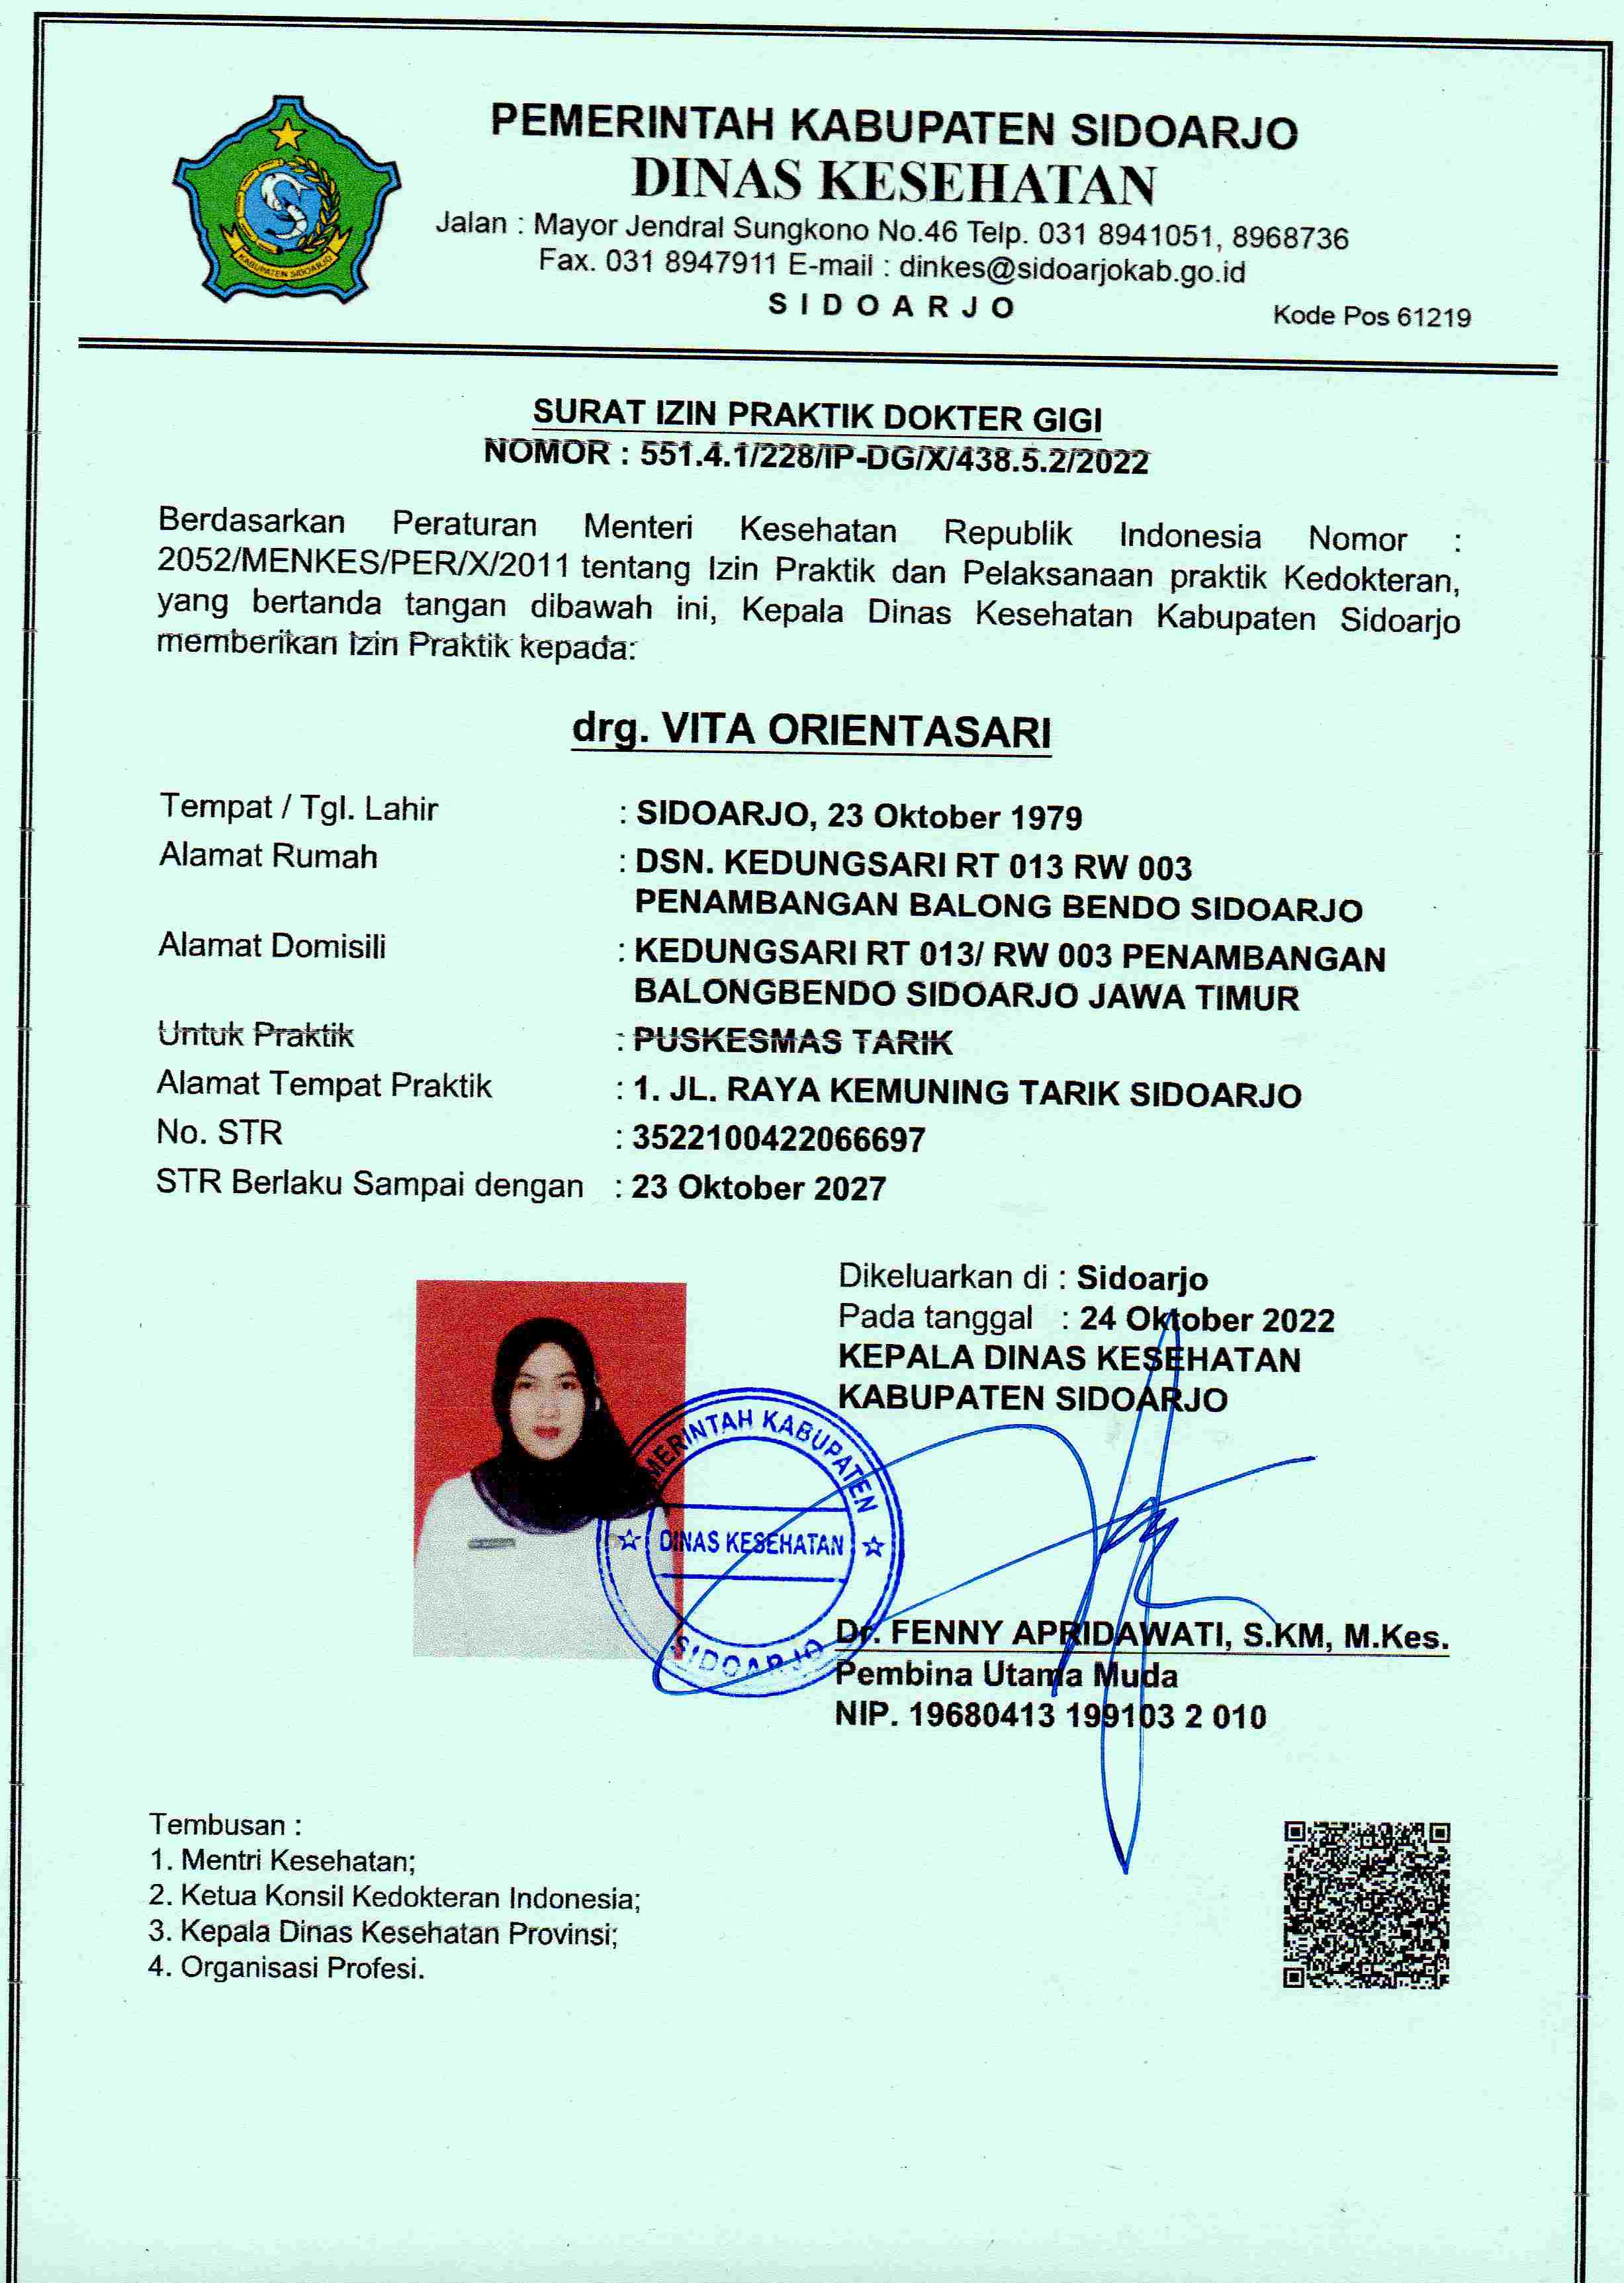 PEMERINTAH KABUPATEN SIDOARJO
DINAS KESEHATAN
Jalan : Mayor Jendral Sungkono No.46 Telp. 031 8941051, 8968736
Fax. 031 8947911 E-mail : dinkes@sidoarjokab.go.id
S I D O A R J O
Kode Pos 61219
KABUPATEN SIDOARJO
SURAT IZIN PRAKTIK DOKTER GIGI
NOMOR : 551.4.1/228/IP-DG/X/438.5.2/2022
Berdasarkan Peraturan Menteri Kesehatan Republik Indonesia Nomor :
2052/MENKES/PER/X/2011 tentang Izin Praktik dan Pelaksanaan praktik Kedokteran,
yang bertanda tangan dibawah ini, Kepala Dinas Kesehatan Kabupaten Sidoarjo
memberikan Izin Praktik kepada:
drg. VITA ORIENTASARI
Tempat / Tgl. Lahir : SIDOARJO, 23 Oktober 1979
Alamat Rumah : DSN. KEDUNGSARI RT 013 RW 003
PENAMBANGAN BALONG BENDO SIDOARJO
Alamat Domisili : KEDUNGSARI RT 013/ RW 003 PENAMBANGAN
BALONGBENDO SIDOARJO JAWA TIMUR
Untuk Praktik : PUSKESMAS TARIK
Alamat Tempat Praktik : 1. JL. RAYA KEMUNING TARIK SIDOARJO
No. STR : 3522100422066697
STR Berlaku Sampai dengan : 23 Oktober 2027
Dikeluarkan di : Sidoarjo
Pada tanggal : 24 Oktober 2022
KEPALA DINAS KESEHATAN
KABUPATEN SIDOARJO
PEMERINTAH KABUPATEN
DINAS KESEHATAN
SIDOARJO
Dr. FENNY APRIDAWATI, S.KM, M.Kes.
Pembina Utama Muda
NIP. 19680413 199103 2 010
Tembusan :
1. Mentri Kesehatan;
2. Ketua Konsil Kedokteran Indonesia;
3. Kepala Dinas Kesehatan Provinsi;
4. Organisasi Profesi.